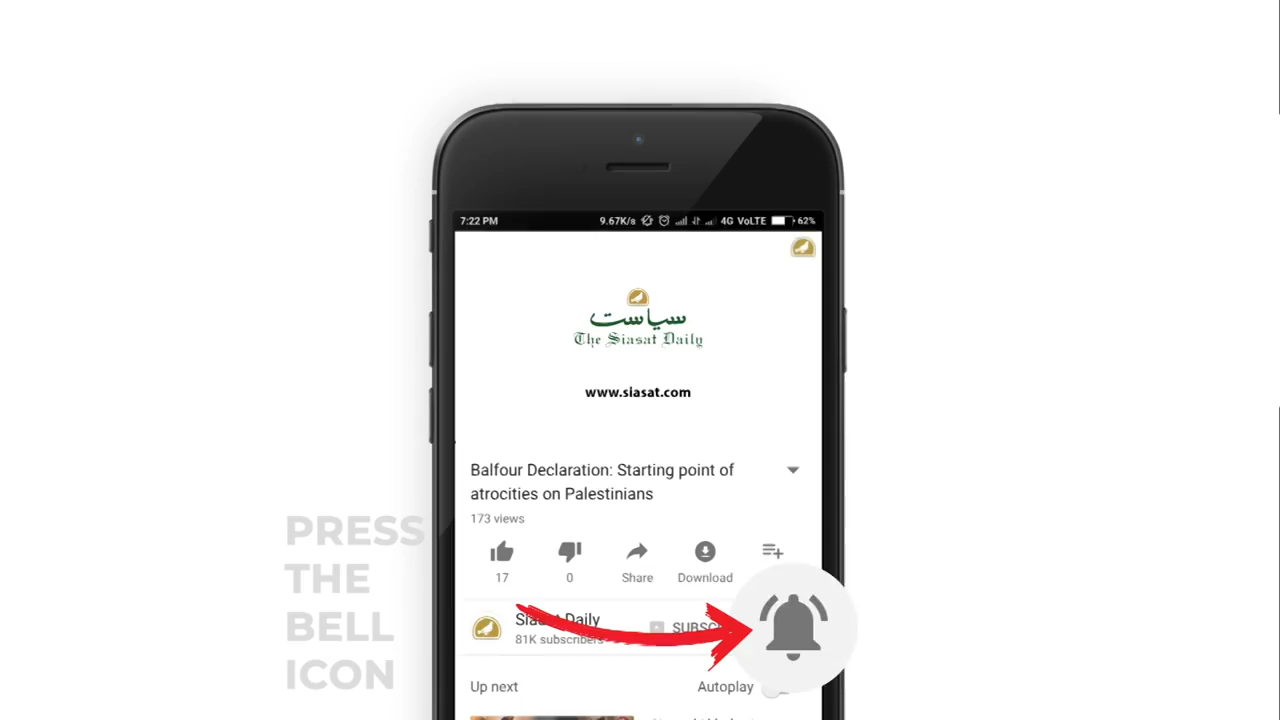 7:22 PM 9.67K/s 4G VoLTE 62%
سیاست
The Siasat Daily
www.siasat.com
Balfour Declaration: Starting point of
atrocities on Palestinians
173 views
17 0 Share Download
Siasat Daily
81K subscribers
Up next Autoplay
PRESS
THE
BELL
ICON